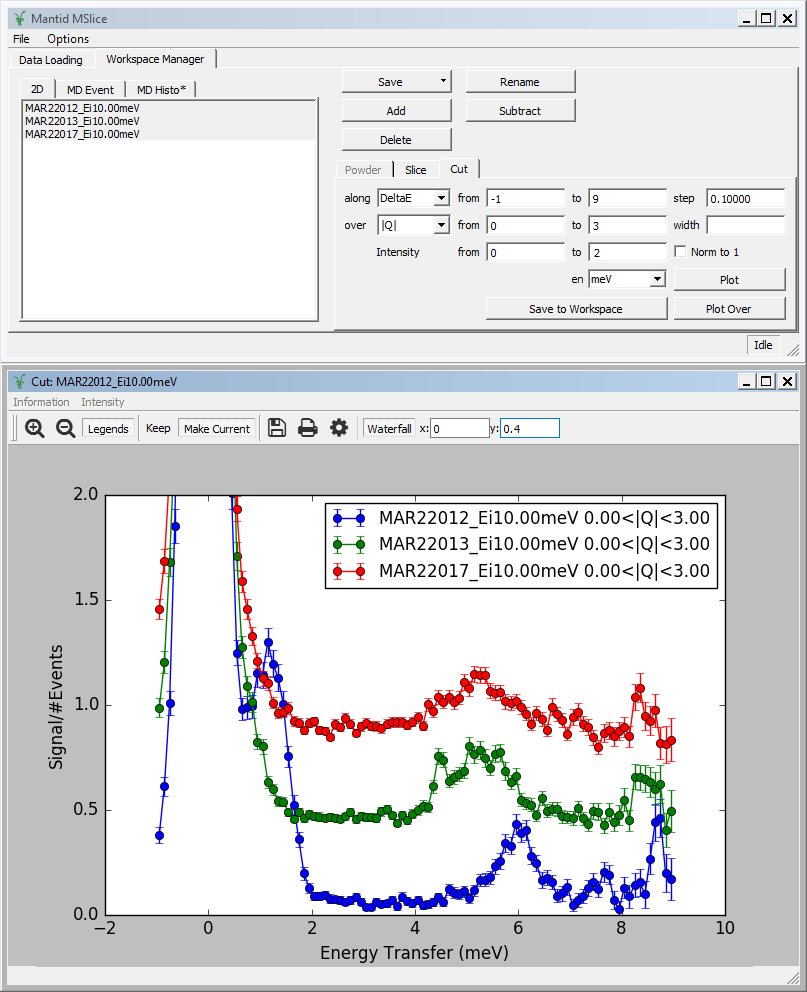 Mantid MSlice
File Options
Data Loading Workspace Manager
2D MD Event MD Histo*
MAR22012_Ei10.00meV
MAR22013_Ei10.00meV
MAR22017_Ei10.00meV
Save Rename
Add Subtract
Delete
Powder Slice Cut
along DeltaE from -1 to 9 step 0.10000
over |Q| from 0 to 3 width
Intensity from 0 to 2 Norm to 1
en meV Plot
Save to Workspace Plot Over
Idle
Cut: MAR22012_Ei10.00meV
Information Intensity
Legends Keep Make Current Waterfall x: 0 y: 0.4
MAR22012_Ei10.00meV 0.00<|Q|<3.00
MAR22013_Ei10.00meV 0.00<|Q|<3.00
MAR22017_Ei10.00meV 0.00<|Q|<3.00
2.0
1.5
1.0
0.5
0.0
Signal/#Events
−2 0 2 4 6 8 10
Energy Transfer (meV)